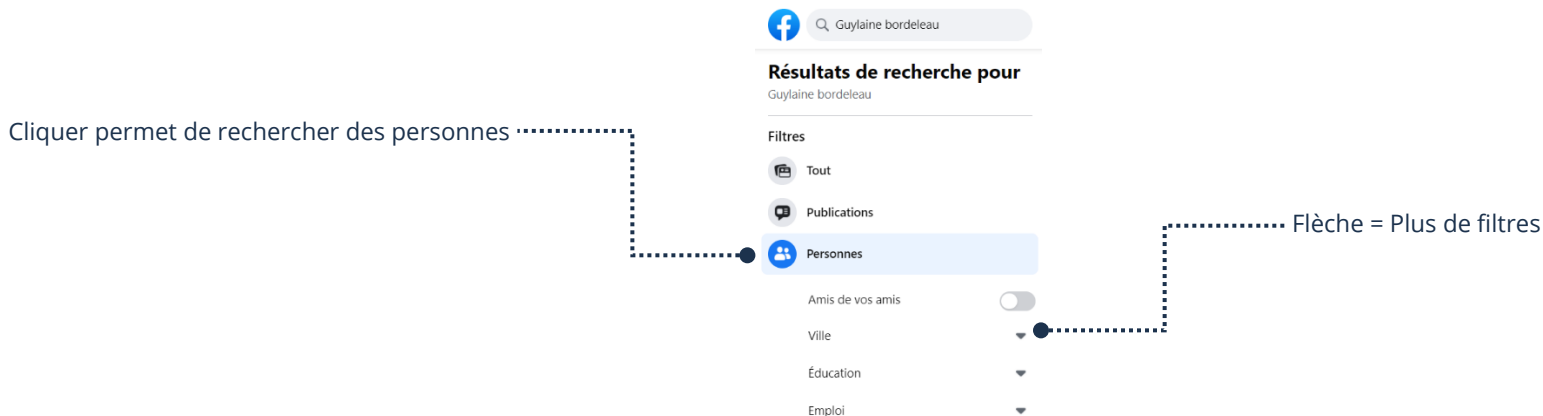 Guylaine bordeleau
Résultats de recherche pour
Guylaine bordeleau
Cliquer permet de rechercher des personnes
Filtres
Tout
Publications
Flèche = Plus de filtres
Personnes
Amis de vos amis
Ville
Éducation
Emploi